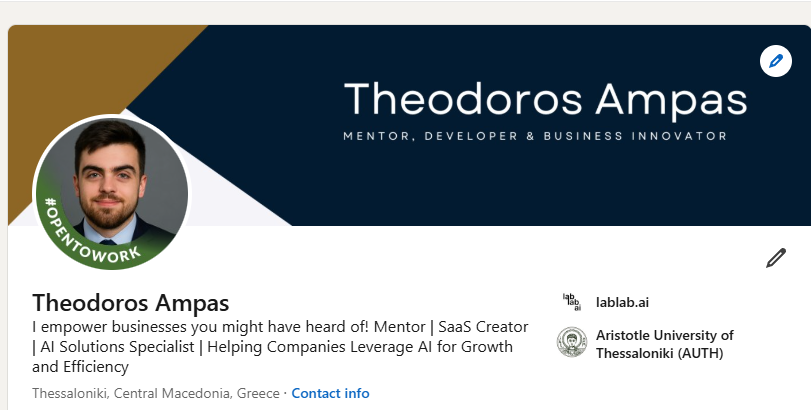 Theodoros Ampas
MENTOR, DEVELOPER & BUSINESS INNOVATOR
#OPENTOWORK
Theodoros Ampas
I empower businesses you might have heard of! Mentor | SaaS Creator
| AI Solutions Specialist | Helping Companies Leverage AI for Growth
and Efficiency
Thessaloniki, Central Macedonia, Greece · Contact info
lab
lab
ai
lablab.ai
Aristotle University of
Thessaloniki (AUTH)